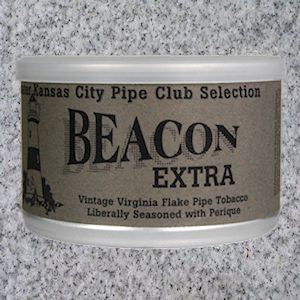 Kansas City Pipe Club Selection
BEACON
EXTRA
Vintage Virginia Flake Pipe Tobacco
Liberally Seasoned with Perique